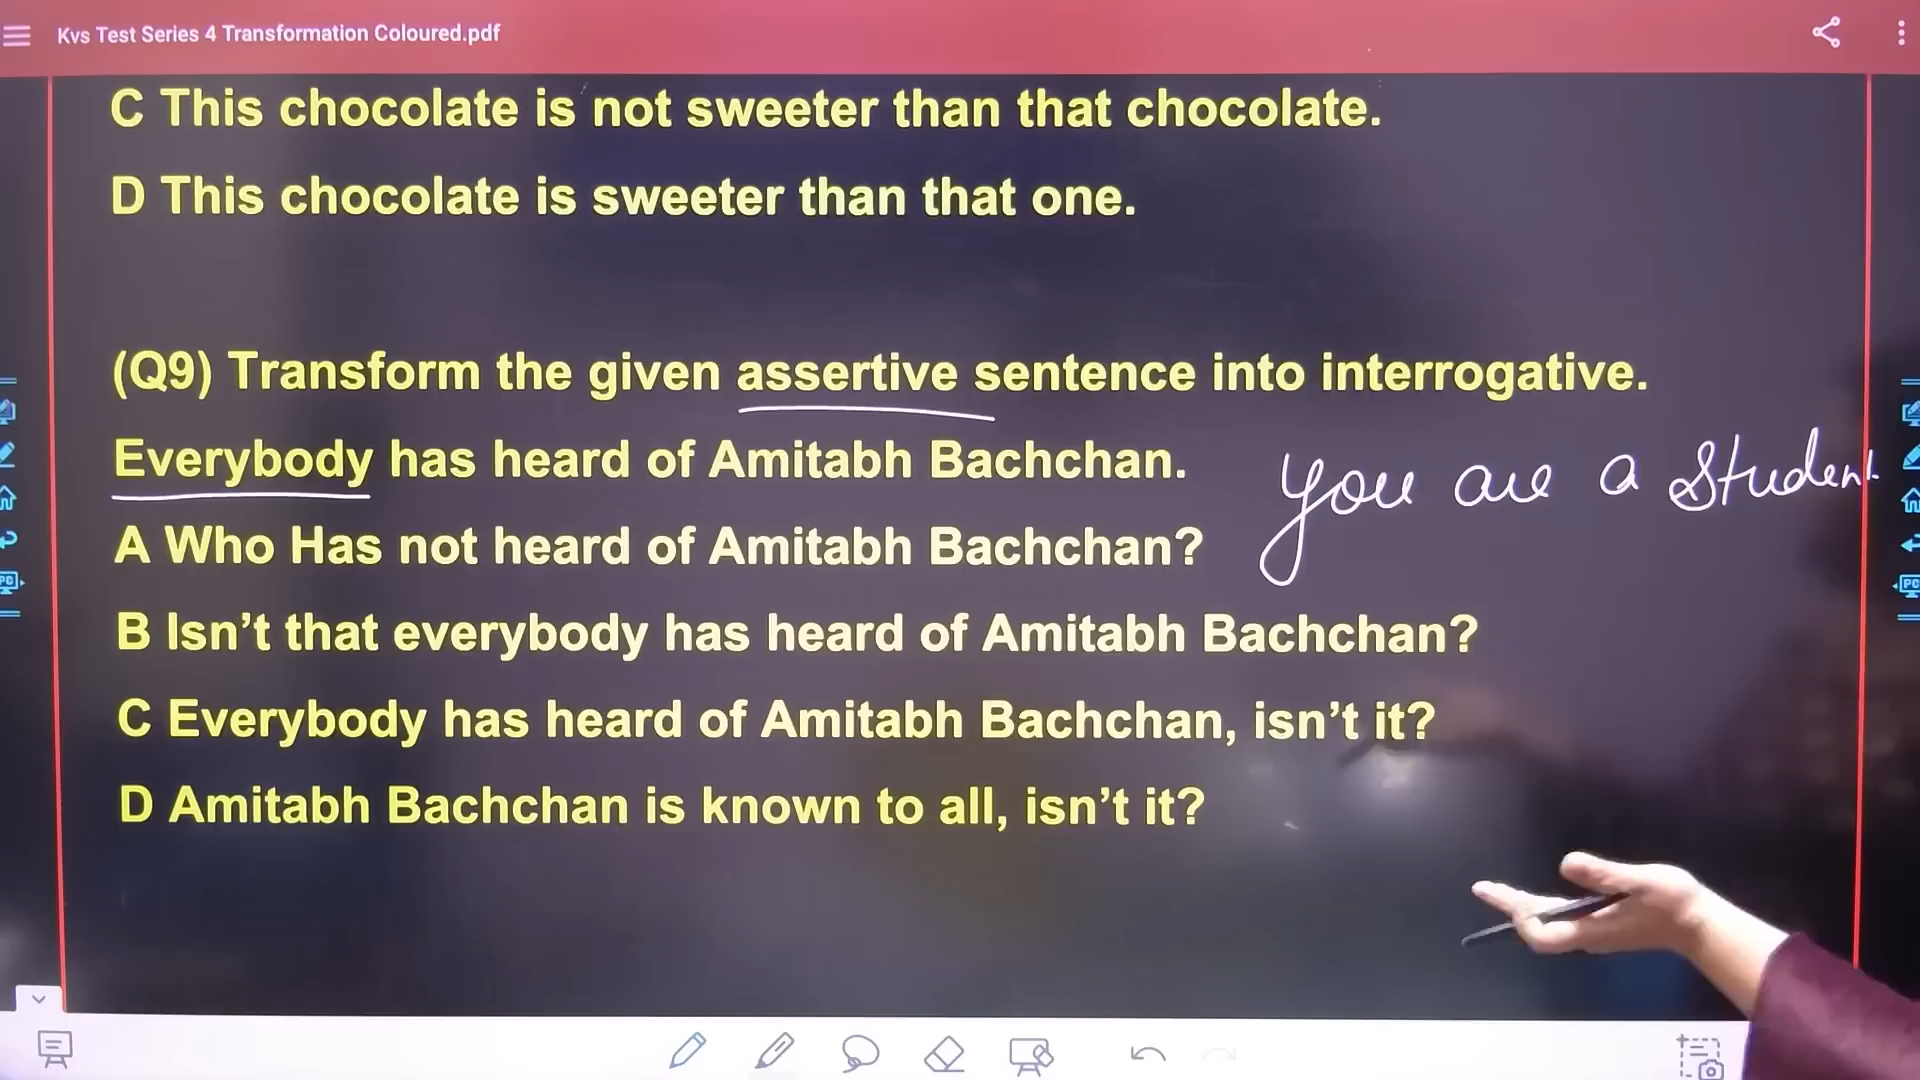 Kvs Test Series 4 Transformation Coloured.pdf
C This chocolate is not sweeter than that chocolate.
D This chocolate is sweeter than that one.
(Q9) Transform the given assertive sentence into interrogative.
Everybody has heard of Amitabh Bachchan.
You are a Student.
A Who Has not heard of Amitabh Bachchan?
B Isn’t that everybody has heard of Amitabh Bachchan?
C Everybody has heard of Amitabh Bachchan, isn’t it?
D Amitabh Bachchan is known to all, isn’t it?
PC
PC